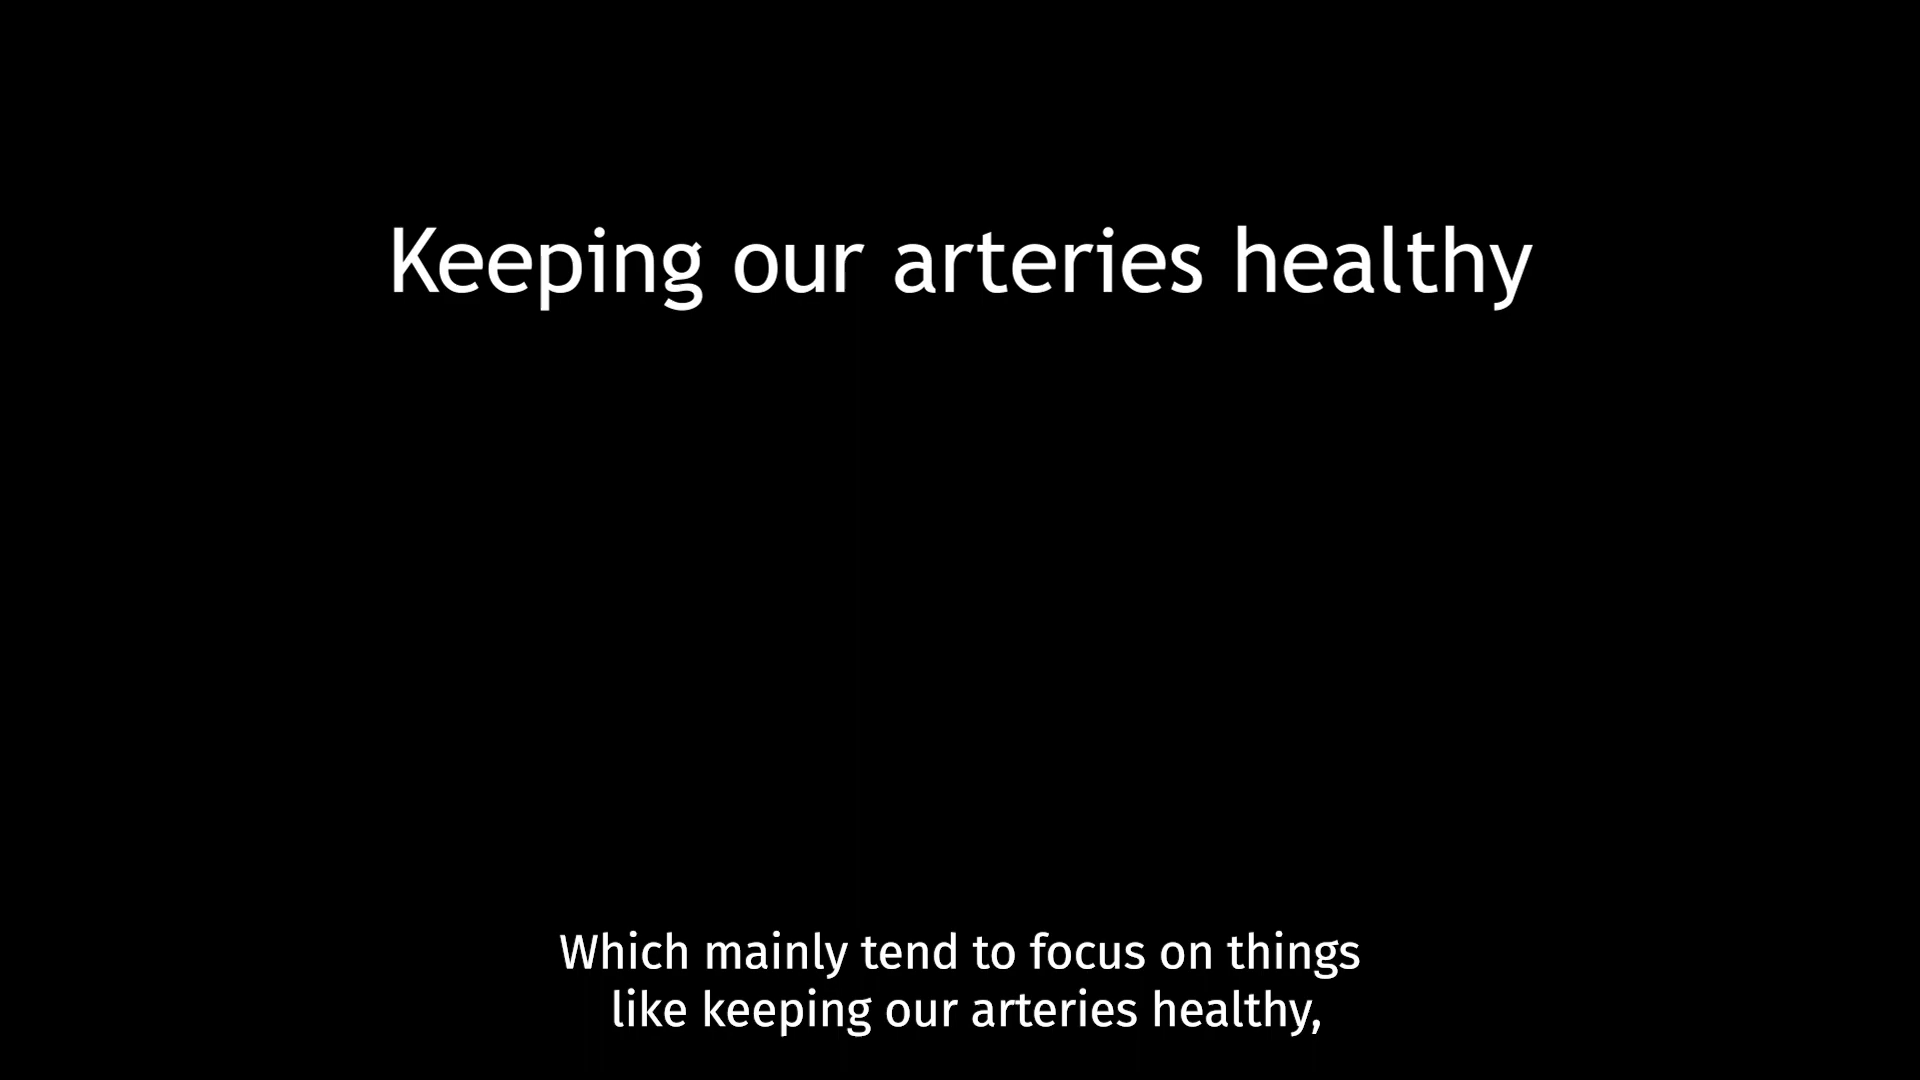 Keeping our arteries healthy
Which mainly tend to focus on things
like keeping our arteries healthy,